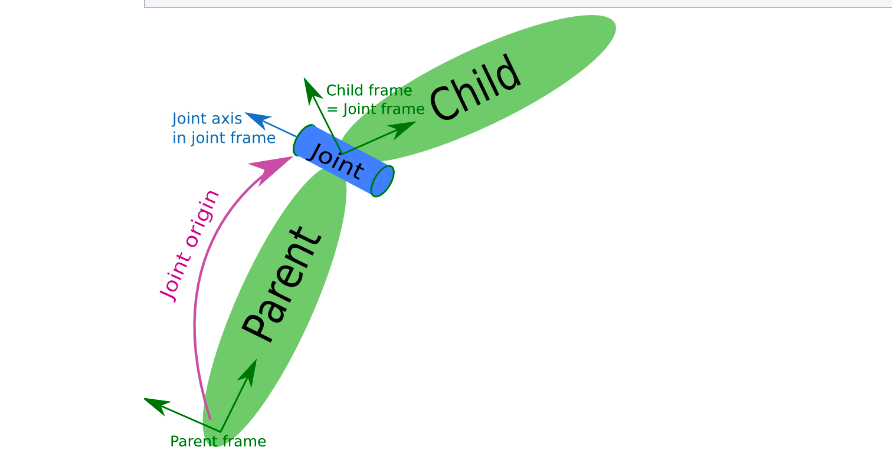 Child
Child frame
= Joint frame
Joint axis
in joint frame
Joint
Joint origin
Parent
Parent frame